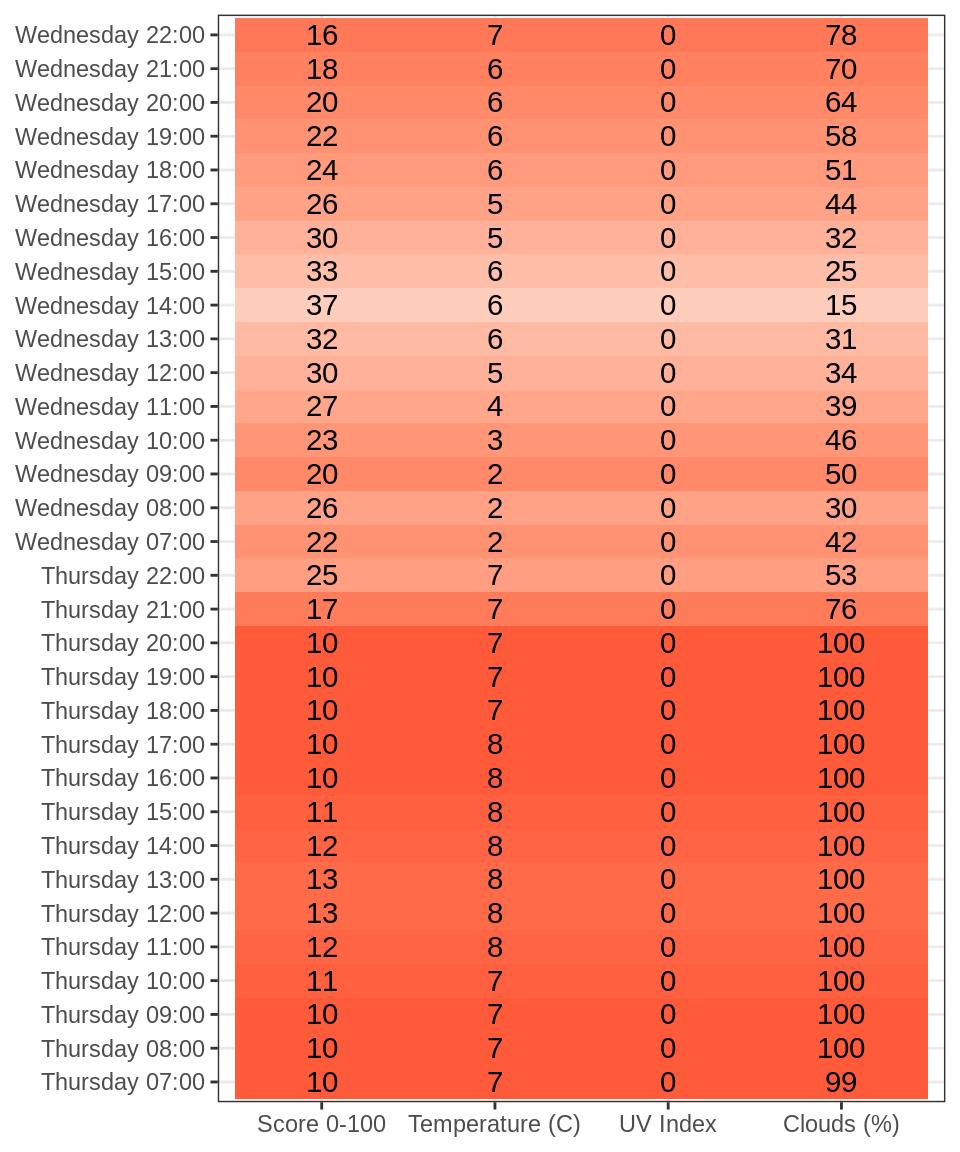 Wednesday 22:00 16 7 0 78
Wednesday 21:00 18 6 0 70
Wednesday 20:00 20 6 0 64
Wednesday 19:00 22 6 0 58
Wednesday 18:00 24 6 0 51
Wednesday 17:00 26 5 0 44
Wednesday 16:00 30 5 0 32
Wednesday 15:00 33 6 0 25
Wednesday 14:00 37 6 0 15
Wednesday 13:00 32 6 0 31
Wednesday 12:00 30 5 0 34
Wednesday 11:00 27 4 0 39
Wednesday 10:00 23 3 0 46
Wednesday 09:00 20 2 0 50
Wednesday 08:00 26 2 0 30
Wednesday 07:00 22 2 0 42
Thursday 22:00 25 7 0 53
Thursday 21:00 17 7 0 76
Thursday 20:00 10 7 0 100
Thursday 19:00 10 7 0 100
Thursday 18:00 10 7 0 100
Thursday 17:00 10 8 0 100
Thursday 16:00 10 8 0 100
Thursday 15:00 11 8 0 100
Thursday 14:00 12 8 0 100
Thursday 13:00 13 8 0 100
Thursday 12:00 13 8 0 100
Thursday 11:00 12 8 0 100
Thursday 10:00 11 7 0 100
Thursday 09:00 10 7 0 100
Thursday 08:00 10 7 0 100
Thursday 07:00 10 7 0 99
Score 0-100 Temperature (C) UV Index Clouds (%)